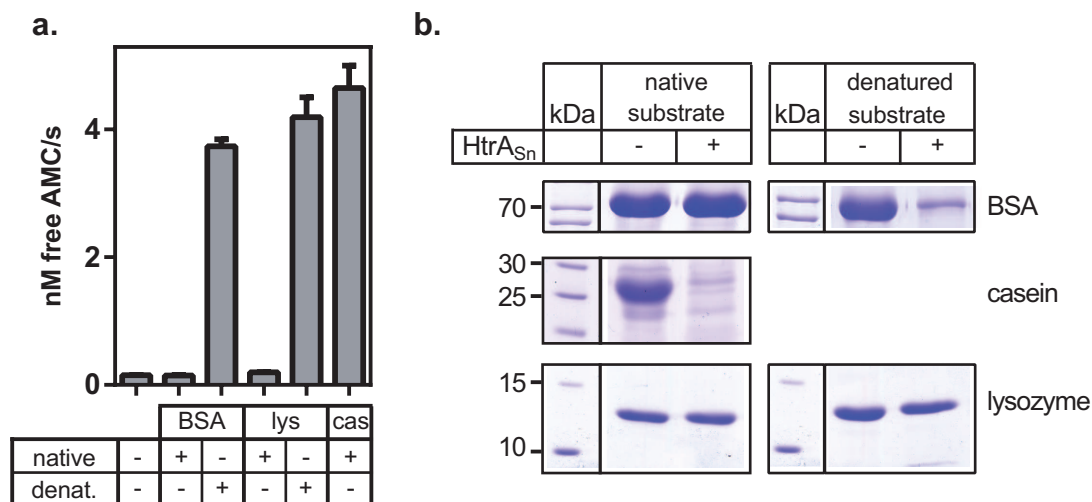 a.
nM free AMC/s
4
2
0
BSA lys cas
native - + - + - +
denat. - - + - + -
b.
kDa native substrate kDa denatured substrate
HtrASn - + - +
70 BSA
30
25 casein
15
10 lysozyme